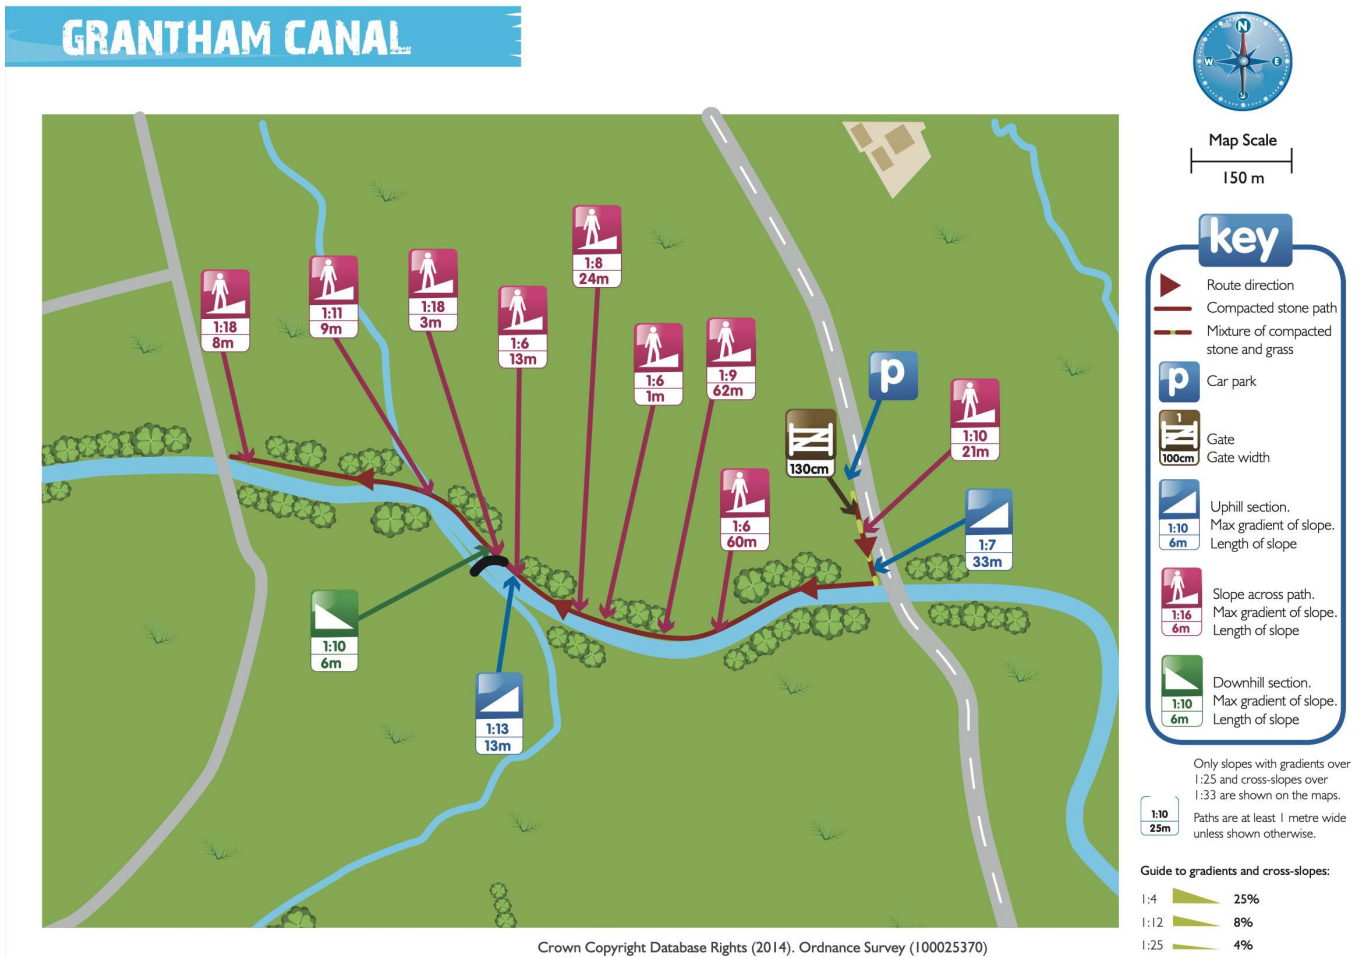 GRANTHAM CANAL
N
W
E
S
Map Scale
150 m
key
Route direction
Compacted stone path
Mixture of compacted
stone and grass
p
Car park
1
100cm
Gate
Gate width
1:10
6m
Uphill section.
Max gradient of slope.
Length of slope
1:16
6m
Slope across path.
Max gradient of slope.
Length of slope
1:10
6m
Downhill section.
Max gradient of slope.
Length of slope
Only slopes with gradients over
1:25 and cross-slopes over
1:33 are shown on the maps.
1:10
25m
Paths are at least 1 metre wide
unless shown otherwise.
Guide to gradients and cross-slopes:
1:4 25%
1:12 8%
1:25 4%
1:18
8m
1:11
9m
1:18
3m
1:6
13m
1:8
24m
1:6
1m
1:9
62m
p
130cm
1:10
21m
1:6
60m
1:7
33m
1:10
6m
1:13
13m
Crown Copyright Database Rights (2014). Ordnance Survey (100025370)